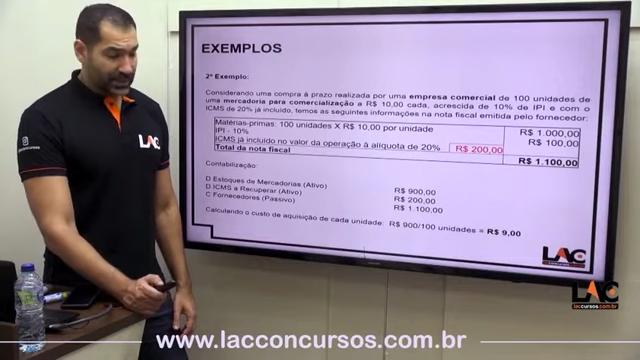 EXEMPLOS
2º Exemplo:
Considerando uma compra à prazo realizada por uma empresa comercial de 100 unidades de
uma mercadoria para comercialização a R$ 10,00 cada, acrescida de 10% de IPI e com o
ICMS de 20% já incluído, temos as seguintes informações na nota fiscal emitida pelo fornecedor:
Matérias-primas: 100 unidades X R$ 10,00 por unidade R$ 1.000,00
IPI - 10% R$ 100,00
ICMS já incluído no valor da operação à alíquota de 20% R$ 200,00
Total da nota fiscal R$ 1.100,00
Contabilização:
D Estoques de Mercadorias (Ativo) R$ 900,00
D ICMS a Recuperar (Ativo) R$ 200,00
C Fornecedores (Passivo) R$ 1.100,00
Calculando o custo de aquisição de cada unidade: R$ 900/100 unidades = R$ 9,00
LAC
CONCURSOS
LAC
LAC
laccursos.com.br
www.lacconcursos.com.br